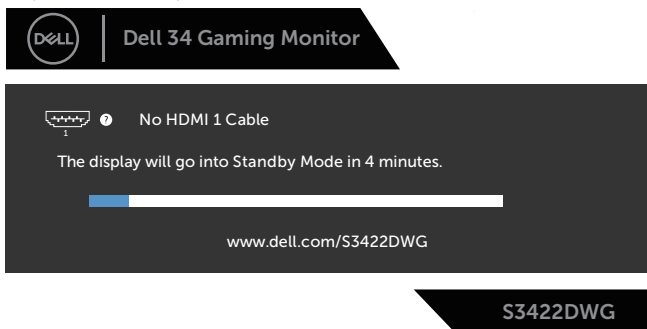 DELL
Dell 34 Gaming Monitor
? No HDMI 1 Cable
1
The display will go into Standby Mode in 4 minutes.
www.dell.com/S3422DWG
S3422DWG